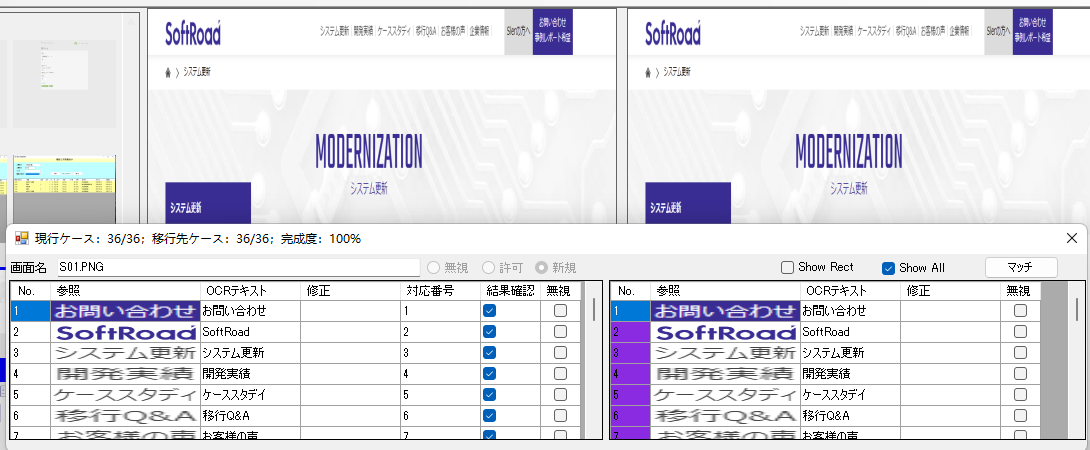 SoftRoad
システム更新 開発実績 ケーススタディ 移行Q&A お客様の声 企業情報
SIerの方へ
お問い合わせ
事例レポート希望
SoftRoad
システム更新 開発実績 ケーススタディ 移行Q&A お客様の声 企業情報
SIerの方へ
お問い合わせ
事例レポート希望
システム更新
システム更新
MODERNIZATION
システム更新
MODERNIZATION
システム更新
システム更新
システム更新
現行ケース: 36/36; 移行先ケース: 36/36; 完成度: 100%
画面名 S01.PNG 無視 許可 新規 Show Rect Show All マッチ
No. 参照 OCRテキスト 修正 対応番号 結果確認 無視
1 お問い合わせ お問い合わせ 1
2 SoftRoad SoftRoad 2
3 システム更新 システム更新 3
4 開発実績 開発実績 4
5 ケーススタディ ケーススタデイ 5
6 移行Q&A 移行Q&A 6
7 お客様の声 お客様の声 7
No. 参照 OCRテキスト 修正 無視
1 お問い合わせ お問い合わせ
2 SoftRoad SoftRoad
3 システム更新 システム更新
4 開発実績 開発実績
5 ケーススタディ ケーススタデイ
6 移行Q&A 移行Q&A
7 お客様の声 お客様の声